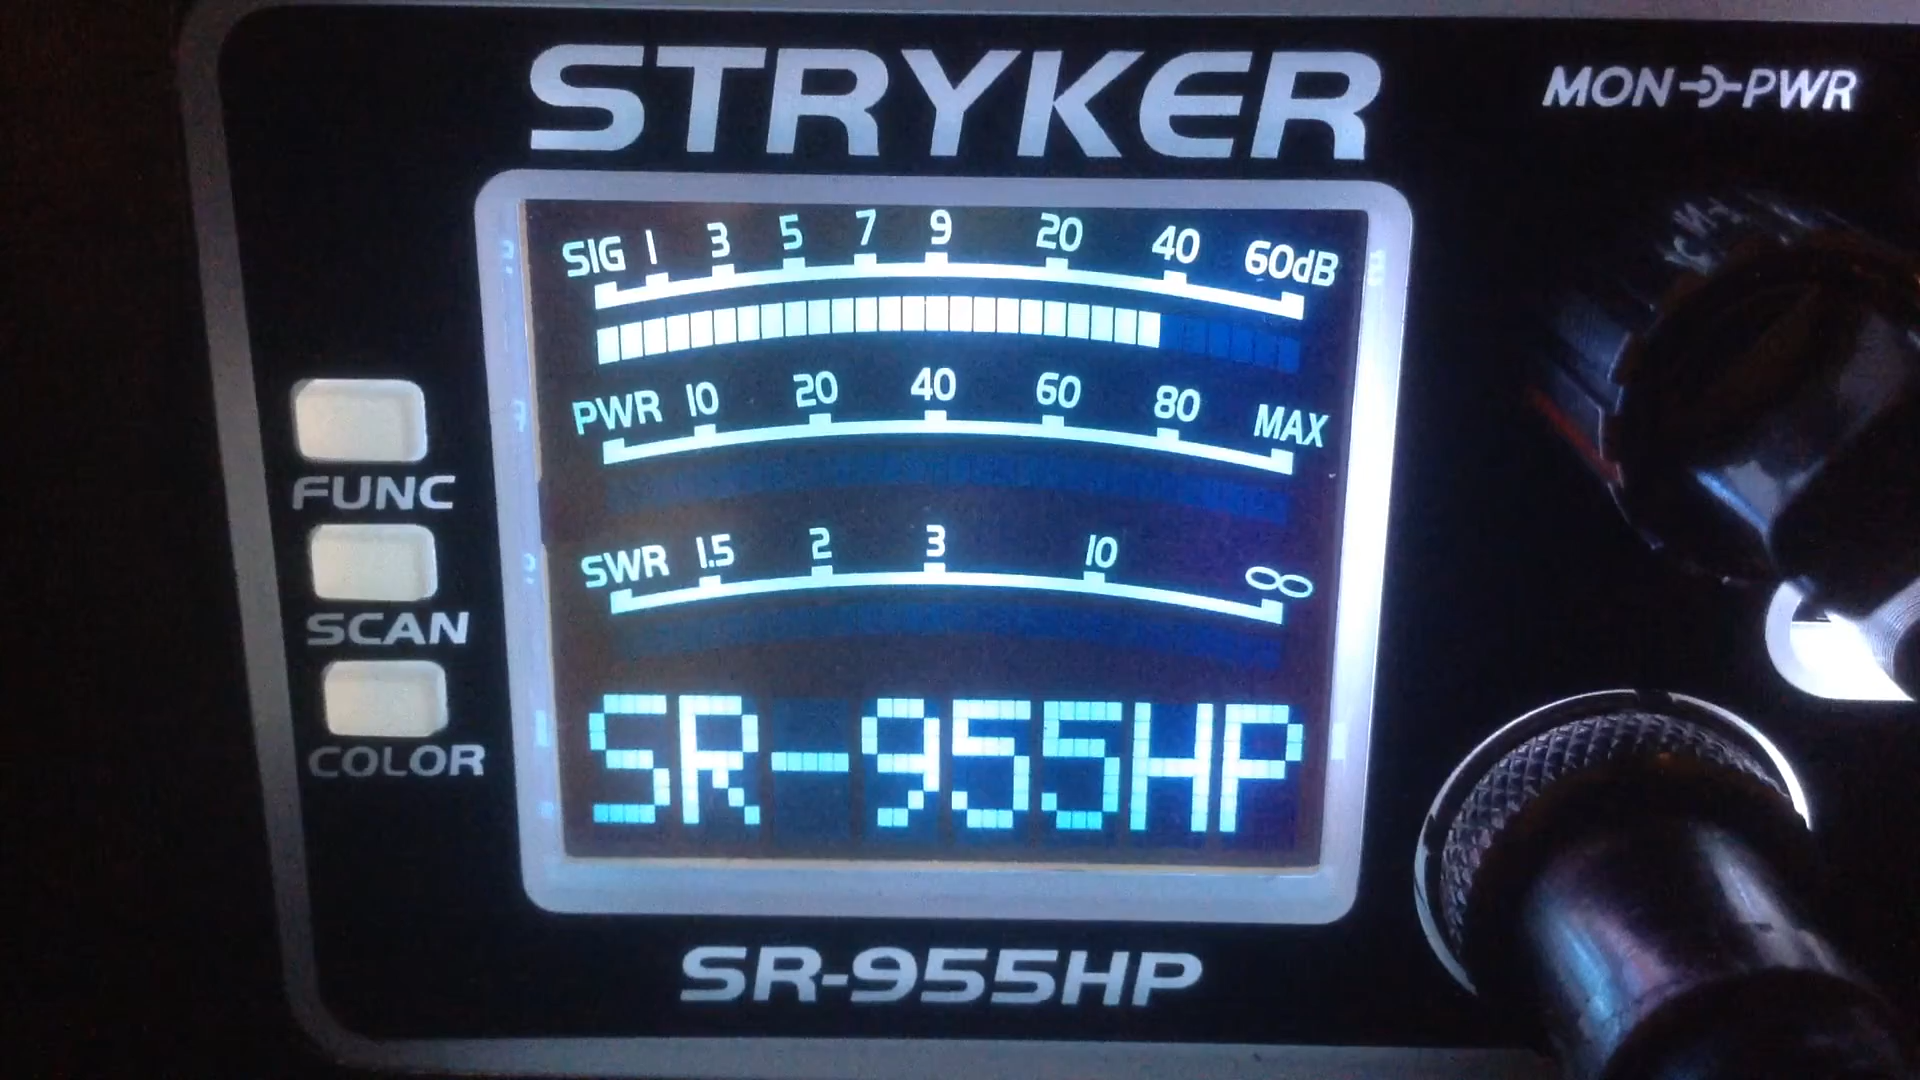 STRYKER
MON PWR
SIG 1 3 5 7 9 20 40 60dB
PWR 10 20 40 60 80 MAX
FUNC
SWR 1.5 2 3 10 ∞
SCAN
SR-955HP
COLOR
SR-955HP